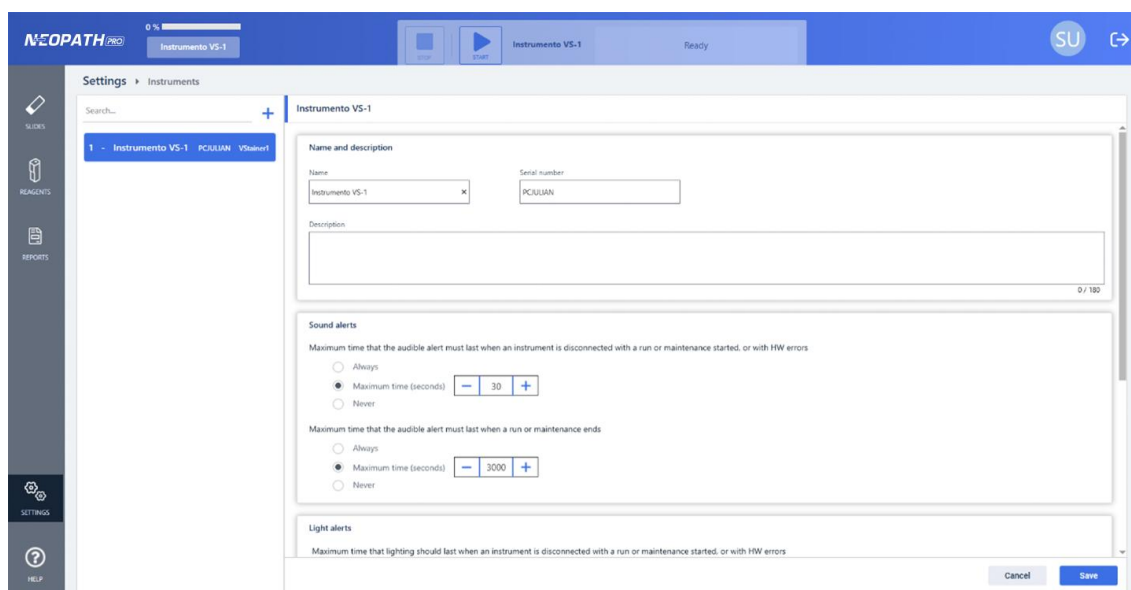 NEOPATH PRO
0 %
Instrumento VS-1
STOP
START
Instrumento VS-1
Ready
SU
Settings Instruments
SLIDES
REAGENTS
REPORTS
SETTINGS
HELP
Search...
+
1 - Instrumento VS-1 PCJULIAN VStainer1
Instrumento VS-1
Name and description
Name Serial number
Instrumento VS-1 × PCJULIAN
Description
0 / 180
Sound alerts
Maximum time that the audible alert must last when an instrument is disconnected with a run or maintenance started, or with HW errors
Always
Maximum time (seconds) − 30 +
Never
Maximum time that the audible alert must last when a run or maintenance ends
Always
Maximum time (seconds) − 3000 +
Never
Light alerts
Maximum time that lighting should last when an instrument is disconnected with a run or maintenance started, or with HW errors
Cancel Save